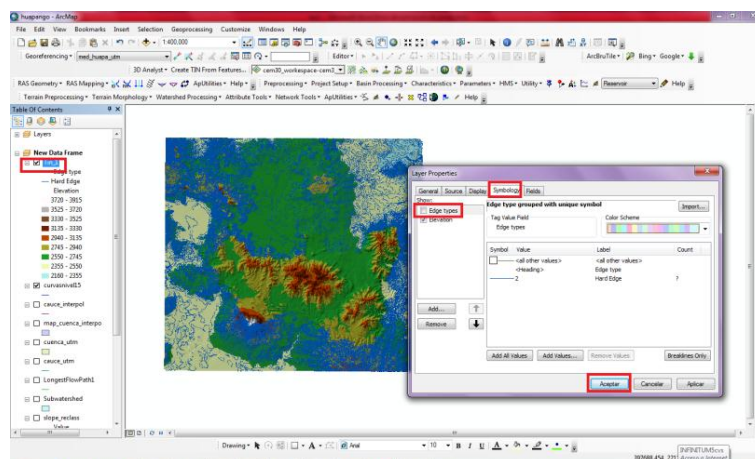 huapango - ArcMap
File Edit View Bookmarks Insert Selection Geoprocessing Customize Windows Help
1:400,000
Georeferencing ▾ med_huapa_utm Editor ▾ ArcBruTile ▾ Bing ▾ Google ▾
3D Analyst ▾ Create TIN From Features... cam30_workespace-cam3_
RAS Geometry ▾ RAS Mapping ▾ ApUtilities ▾ Help ▾ Preprocessing ▾ Project Setup ▾ Basin Processing ▾ Characteristics ▾ Parameters ▾ HMS ▾ Utility ▾ Reservoir Help
Terrain Preprocessing ▾ Terrain Morphology ▾ Watershed Processing ▾ Attribute Tools ▾ Network Tools ▾ ApUtilities ▾ Help
Table Of Contents
Layers
New Data Frame
Edge type
Hard Edge
Elevation
3720 - 3915
3525 - 3720
3330 - 3525
3135 - 3330
2940 - 3135
2745 - 2940
2550 - 2745
2355 - 2550
2160 - 2355
curvasnivel15
cauce_interpol
map_cuenca_interpo
cuenca_utm
cauce_utm
LongestFlowPath1
Subwatershed
slope_reclass
Value
Layer Properties
General Source Display Symbology Fields
Show:
Edge types
Elevation
Add...
Remove
Edge type grouped with unique symbol
Import...
Tag Value Field
Color Scheme
Edge types
Symbol Value Label Count
<all other values> <all other values>
<Heading> Edge type
2 Hard Edge ?
Add All Values Add Values... Remove Values Breaklines Only
Aceptar Cancelar Aplicar
Drawing ▾ A ▾ Arial 10 B I U A ▾
INFINITUM5cvs
Acceso a Internet